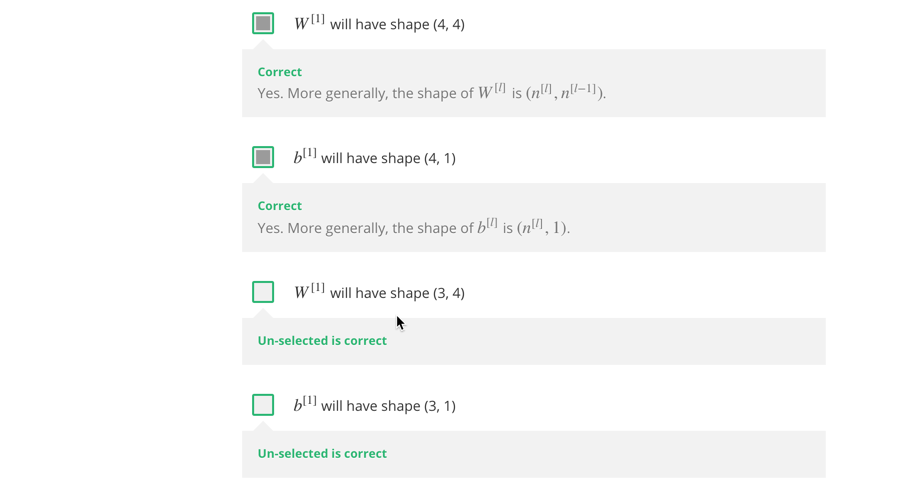 W^[1] will have shape (4, 4)
Correct
Yes. More generally, the shape of W^[l] is (n^[l], n^[l−1]).
b^[1] will have shape (4, 1)
Correct
Yes. More generally, the shape of b^[l] is (n^[l], 1).
W^[1] will have shape (3, 4)
Un-selected is correct
b^[1] will have shape (3, 1)
Un-selected is correct